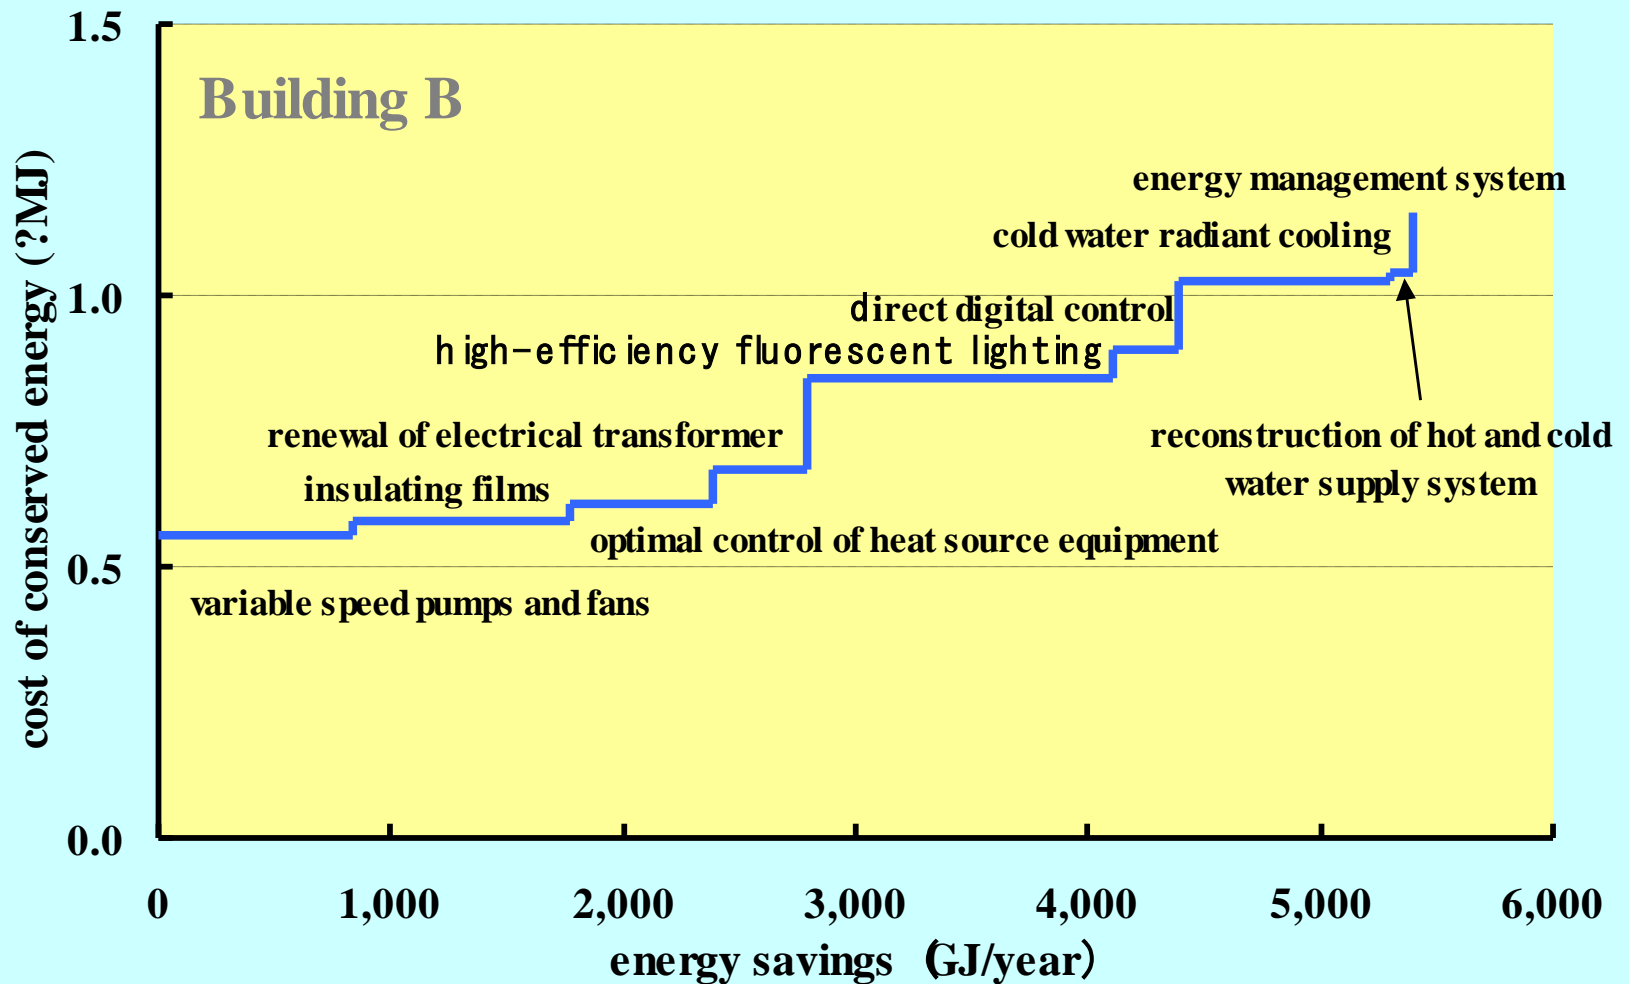 1.5
Building B
energy management system
cold water radiant cooling
1.0
direct digital control
high-efficiency fluorescent lighting
renewal of electrical transformer
reconstruction of hot and cold
water supply system
insulating films
optimal control of heat source equipment
0.5
variable speed pumps and fans
0.0
cost of conserved energy (?MJ)
0
1,000
2,000
3,000
4,000
5,000
6,000
energy savings (GJ/year)